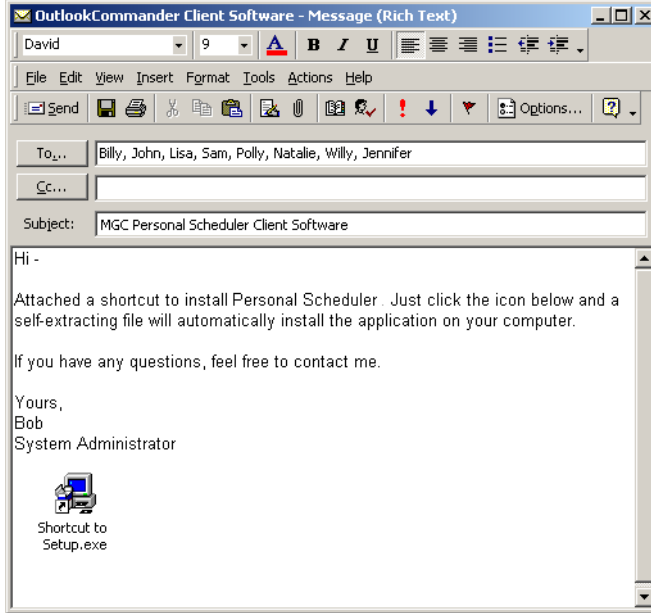 OutlookCommander Client Software - Message (Rich Text)
David 9 A B I U
File Edit View Insert Format Tools Actions Help
Send Options...
To... Billy, John, Lisa, Sam, Polly, Natalie, Willy, Jennifer
Cc...
Subject: MGC Personal Scheduler Client Software
Hi -
Attached a shortcut to install Personal Scheduler . Just click the icon below and a
self-extracting file will automatically install the application on your computer.
If you have any questions, feel free to contact me.
Yours,
Bob
System Administrator
Shortcut to
Setup.exe